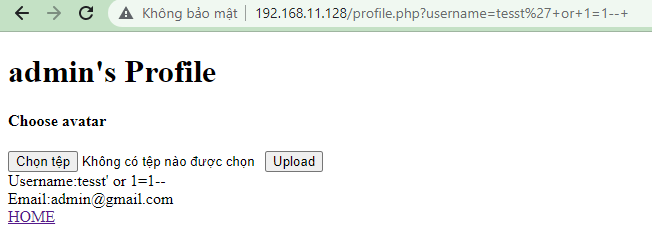 Không bảo mật 192.168.11.128/profile.php?username=tesst%27+or+1=1--+
admin's Profile
Choose avatar
Chọn tệp Không có tệp nào được chọn Upload
Username:tesst' or 1=1--
Email:admin@gmail.com
HOME